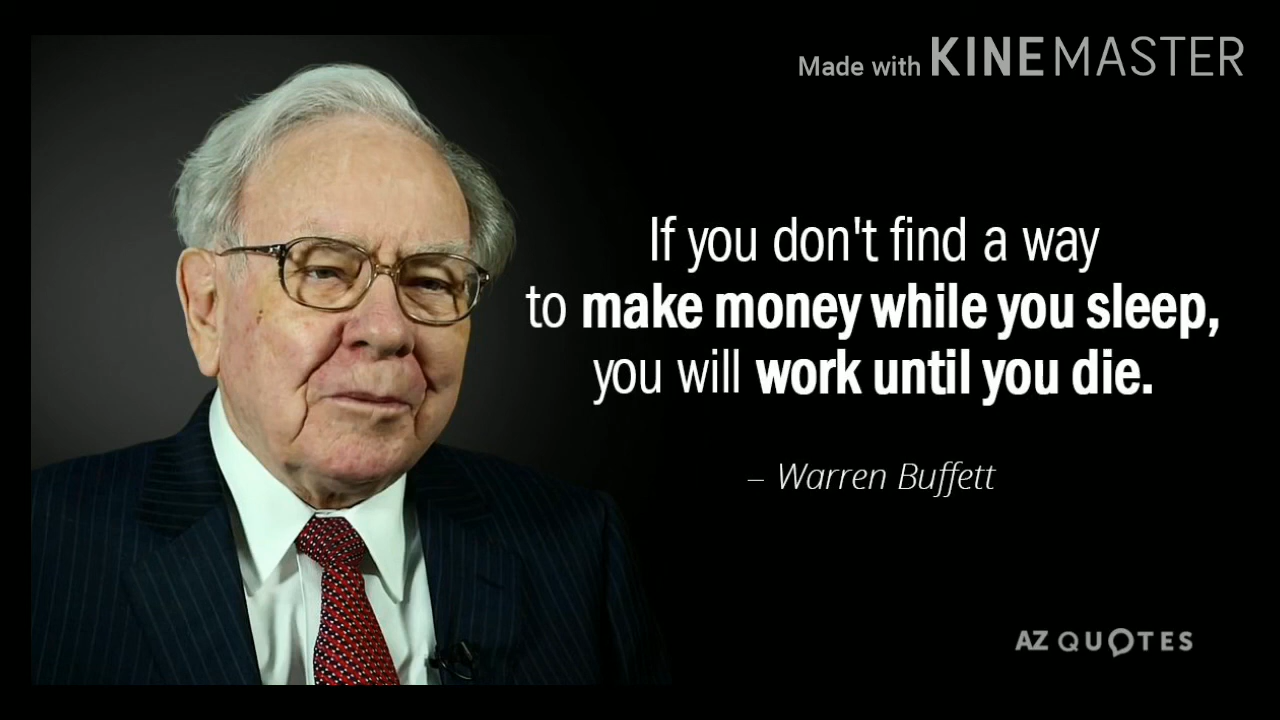 Made with KINEMASTER
If you don't find a way
to make money while you sleep,
you will work until you die.
– Warren Buffett
AZ QUOTES